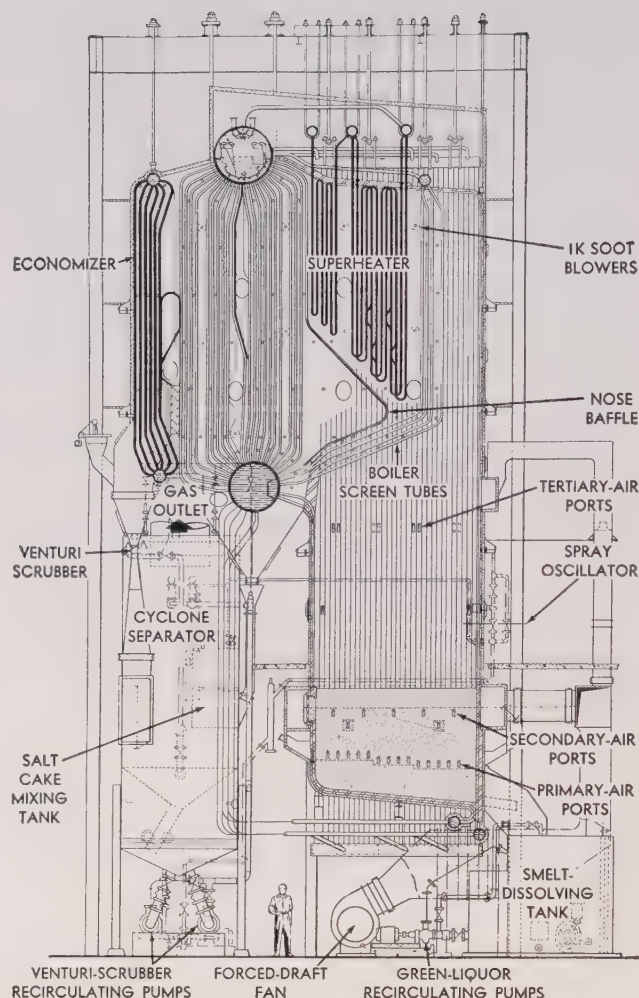 ECONOMIZER
SUPERHEATER
IK SOOT
BLOWERS
NOSE
BAFFLE
BOILER
SCREEN TUBES
GAS
OUTLET
TERTIARY-AIR
PORTS
VENTURI
SCRUBBER
SPRAY
OSCILLATOR
CYCLONE
SEPARATOR
SALT
CAKE
MIXING
TANK
SECONDARY-AIR
PORTS
PRIMARY-AIR
PORTS
SMELT-
DISSOLVING
TANK
VENTURI-SCRUBBER
RECIRCULATING PUMPS
FORCED-DRAFT
FAN
GREEN-LIQUOR
RECIRCULATING PUMPS